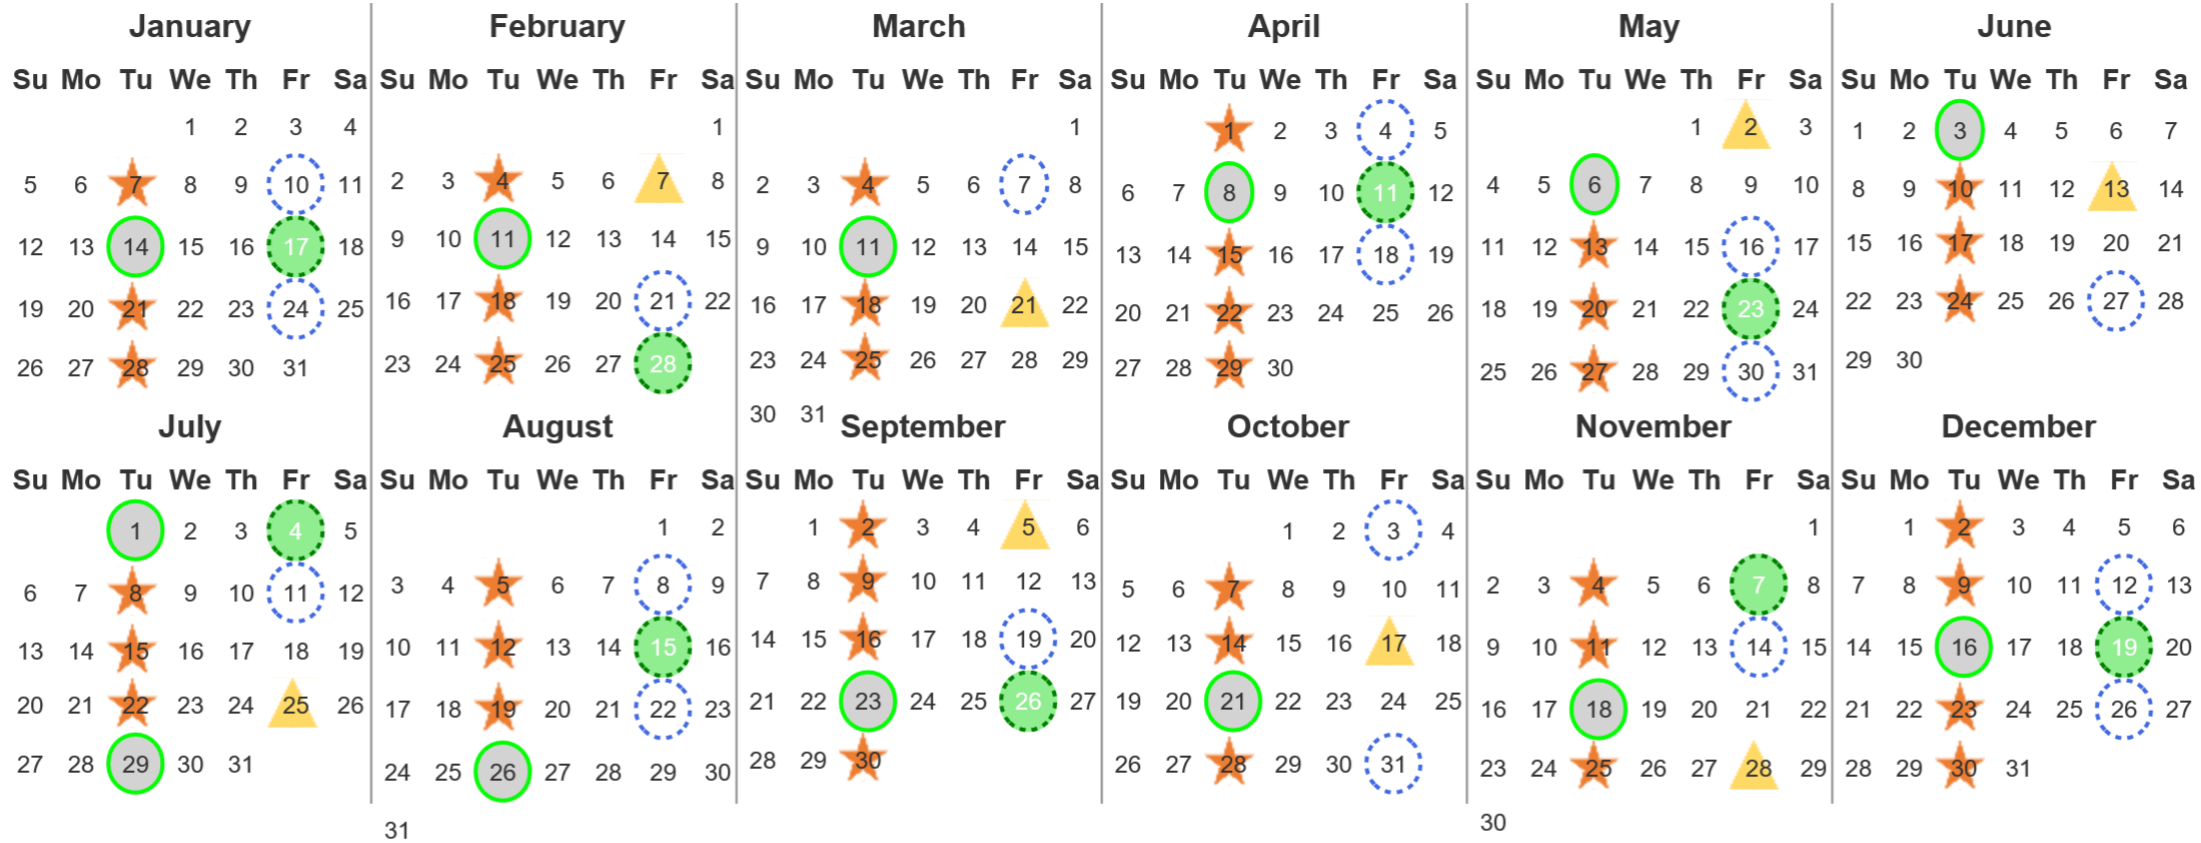 January February March April May June
Su Mo Tu We Th Fr Sa Su Mo Tu We Th Fr Sa Su Mo Tu We Th Fr Sa Su Mo Tu We Th Fr Sa Su Mo Tu We Th Fr Sa Su Mo Tu We Th Fr Sa
1 2 3 4 1 1 1 2 3 4 5 1 2 3 1 2 3 4 5 6 7
5 6 7 8 9 10 11 2 3 4 5 6 7 8 2 3 4 5 6 7 8 6 7 8 9 10 11 12 4 5 6 7 8 9 10 8 9 10 11 12 13 14
12 13 14 15 16 17 18 9 10 11 12 13 14 15 9 10 11 12 13 14 15 13 14 15 16 17 18 19 11 12 13 14 15 16 17 15 16 17 18 19 20 21
19 20 21 22 23 24 25 16 17 18 19 20 21 22 16 17 18 19 20 21 22 20 21 22 23 24 25 26 18 19 20 21 22 23 24 22 23 24 25 26 27 28
26 27 28 29 30 31 23 24 25 26 27 28 23 24 25 26 27 28 29 27 28 29 30 25 26 27 28 29 30 31 29 30
30 31
July August September October November December
Su Mo Tu We Th Fr Sa Su Mo Tu We Th Fr Sa Su Mo Tu We Th Fr Sa Su Mo Tu We Th Fr Sa Su Mo Tu We Th Fr Sa Su Mo Tu We Th Fr Sa
1 2 3 4 5 1 2 1 2 3 4 5 6 1 2 3 4 1 1 2 3 4 5 6
6 7 8 9 10 11 12 3 4 5 6 7 8 9 7 8 9 10 11 12 13 5 6 7 8 9 10 11 2 3 4 5 6 7 8 7 8 9 10 11 12 13
13 14 15 16 17 18 19 10 11 12 13 14 15 16 14 15 16 17 18 19 20 12 13 14 15 16 17 18 9 10 11 12 13 14 15 14 15 16 17 18 19 20
20 21 22 23 24 25 26 17 18 19 20 21 22 23 21 22 23 24 25 26 27 19 20 21 22 23 24 25 16 17 18 19 20 21 22 21 22 23 24 25 26 27
27 28 29 30 31 24 25 26 27 28 29 30 28 29 30 26 27 28 29 30 31 23 24 25 26 27 28 29 28 29 30 31
31 30